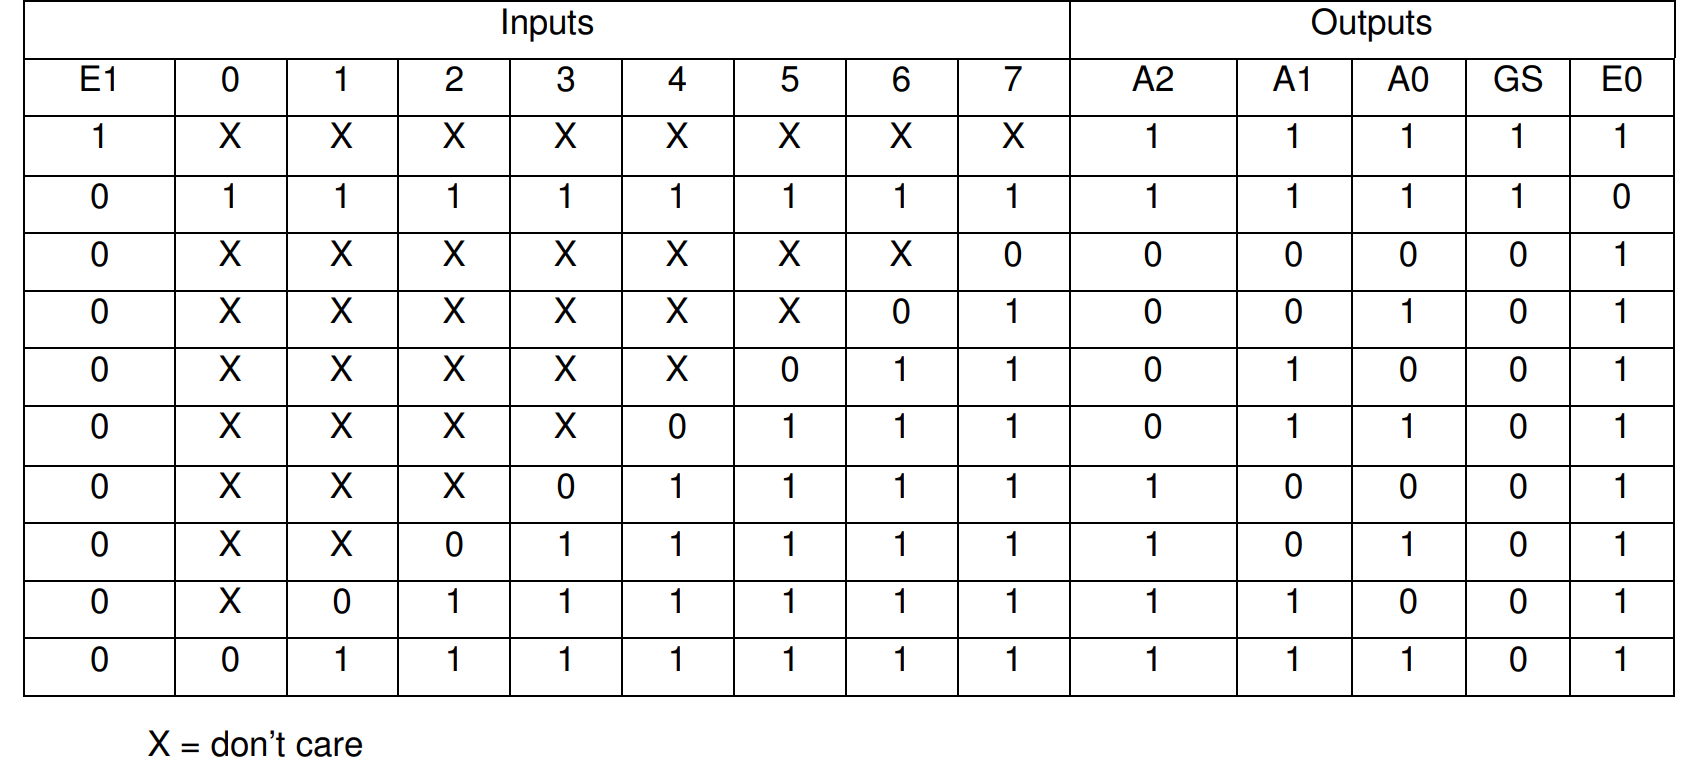 Inputs Outputs
E1 0 1 2 3 4 5 6 7 A2 A1 A0 GS E0
1 X X X X X X X X 1 1 1 1 1
0 1 1 1 1 1 1 1 1 1 1 1 1 0
0 X X X X X X X 0 0 0 0 0 1
0 X X X X X X 0 1 0 0 1 0 1
0 X X X X X 0 1 1 0 1 0 0 1
0 X X X X 0 1 1 1 0 1 1 0 1
0 X X X 0 1 1 1 1 1 0 0 0 1
0 X X 0 1 1 1 1 1 1 0 1 0 1
0 X 0 1 1 1 1 1 1 1 1 0 0 1
0 0 1 1 1 1 1 1 1 1 1 1 0 1
X = don’t care